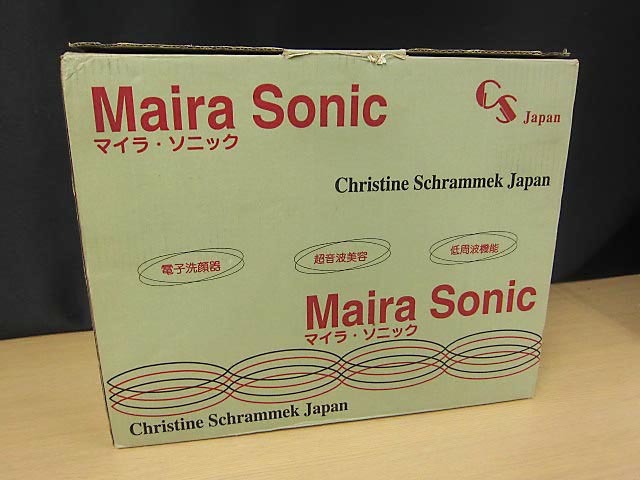 Maira Sonic
マイラ・ソニック
CS Japan
Christine Schrammek Japan
電子洗顔器
超音波美容
低周波機能
Maira Sonic
マイラ・ソニック
Christine Schrammek Japan